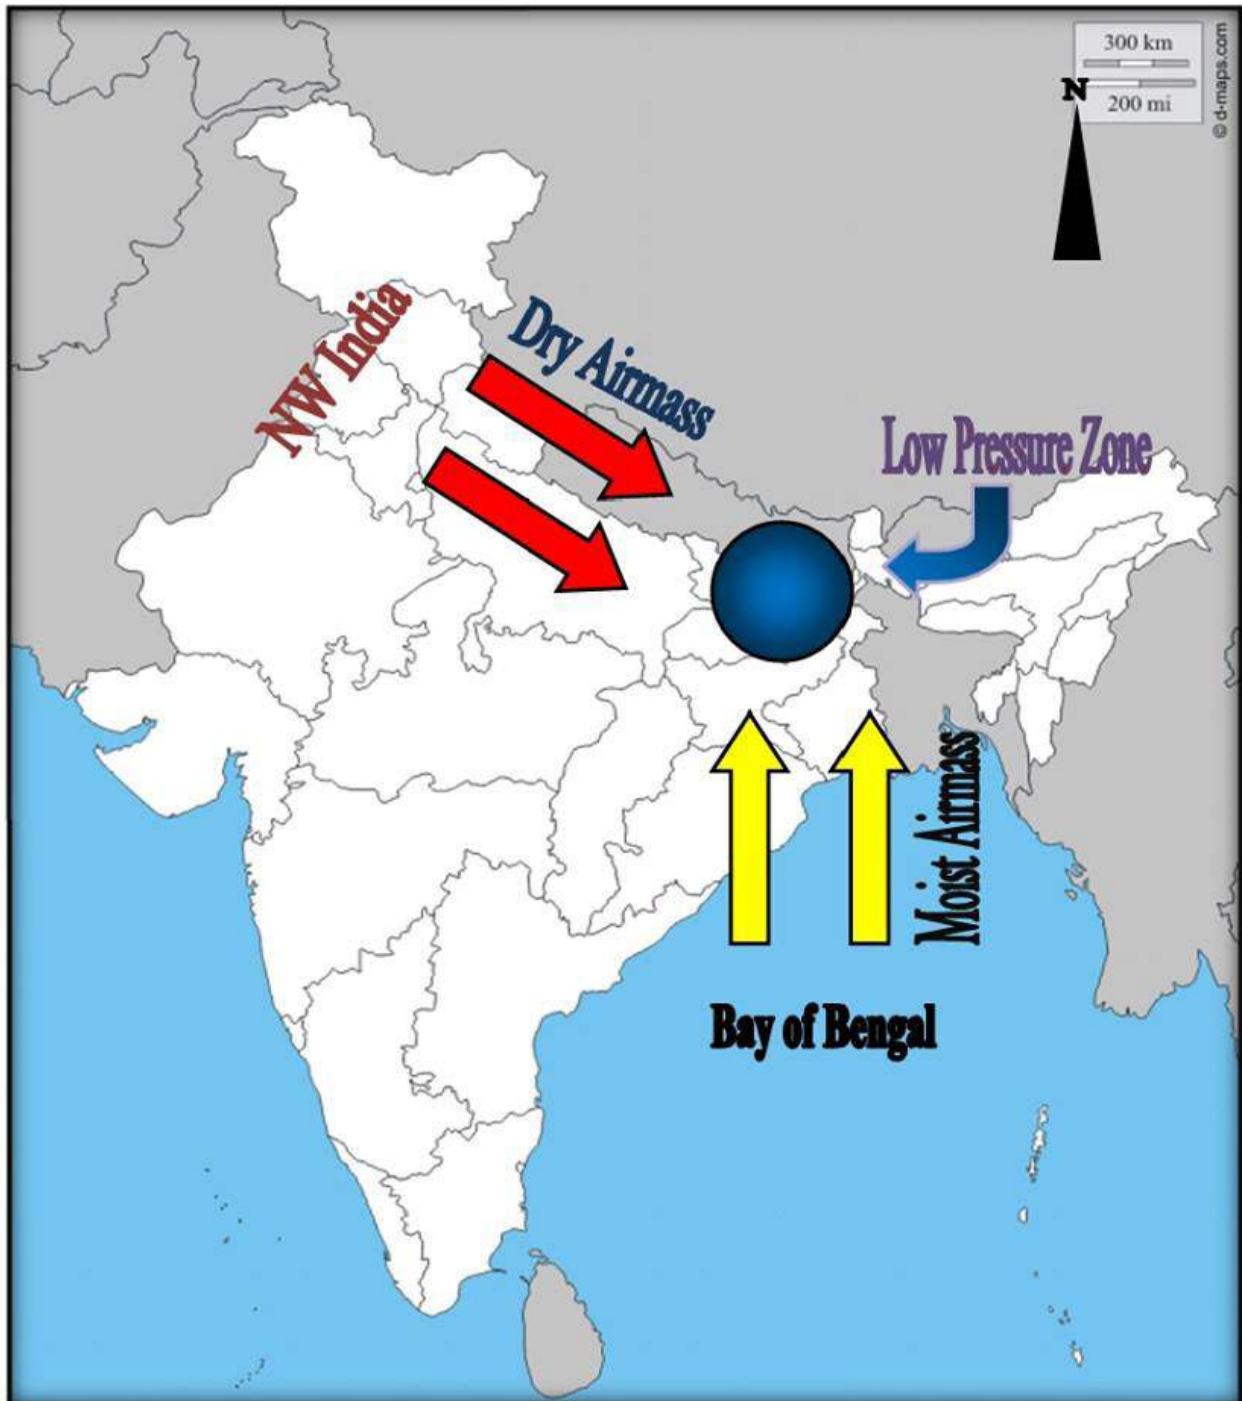 300 km
200 mi
© d-maps.com
N
NW India
Dry Airmass
Low Pressure Zone
Moist Airmass
Bay of Bengal